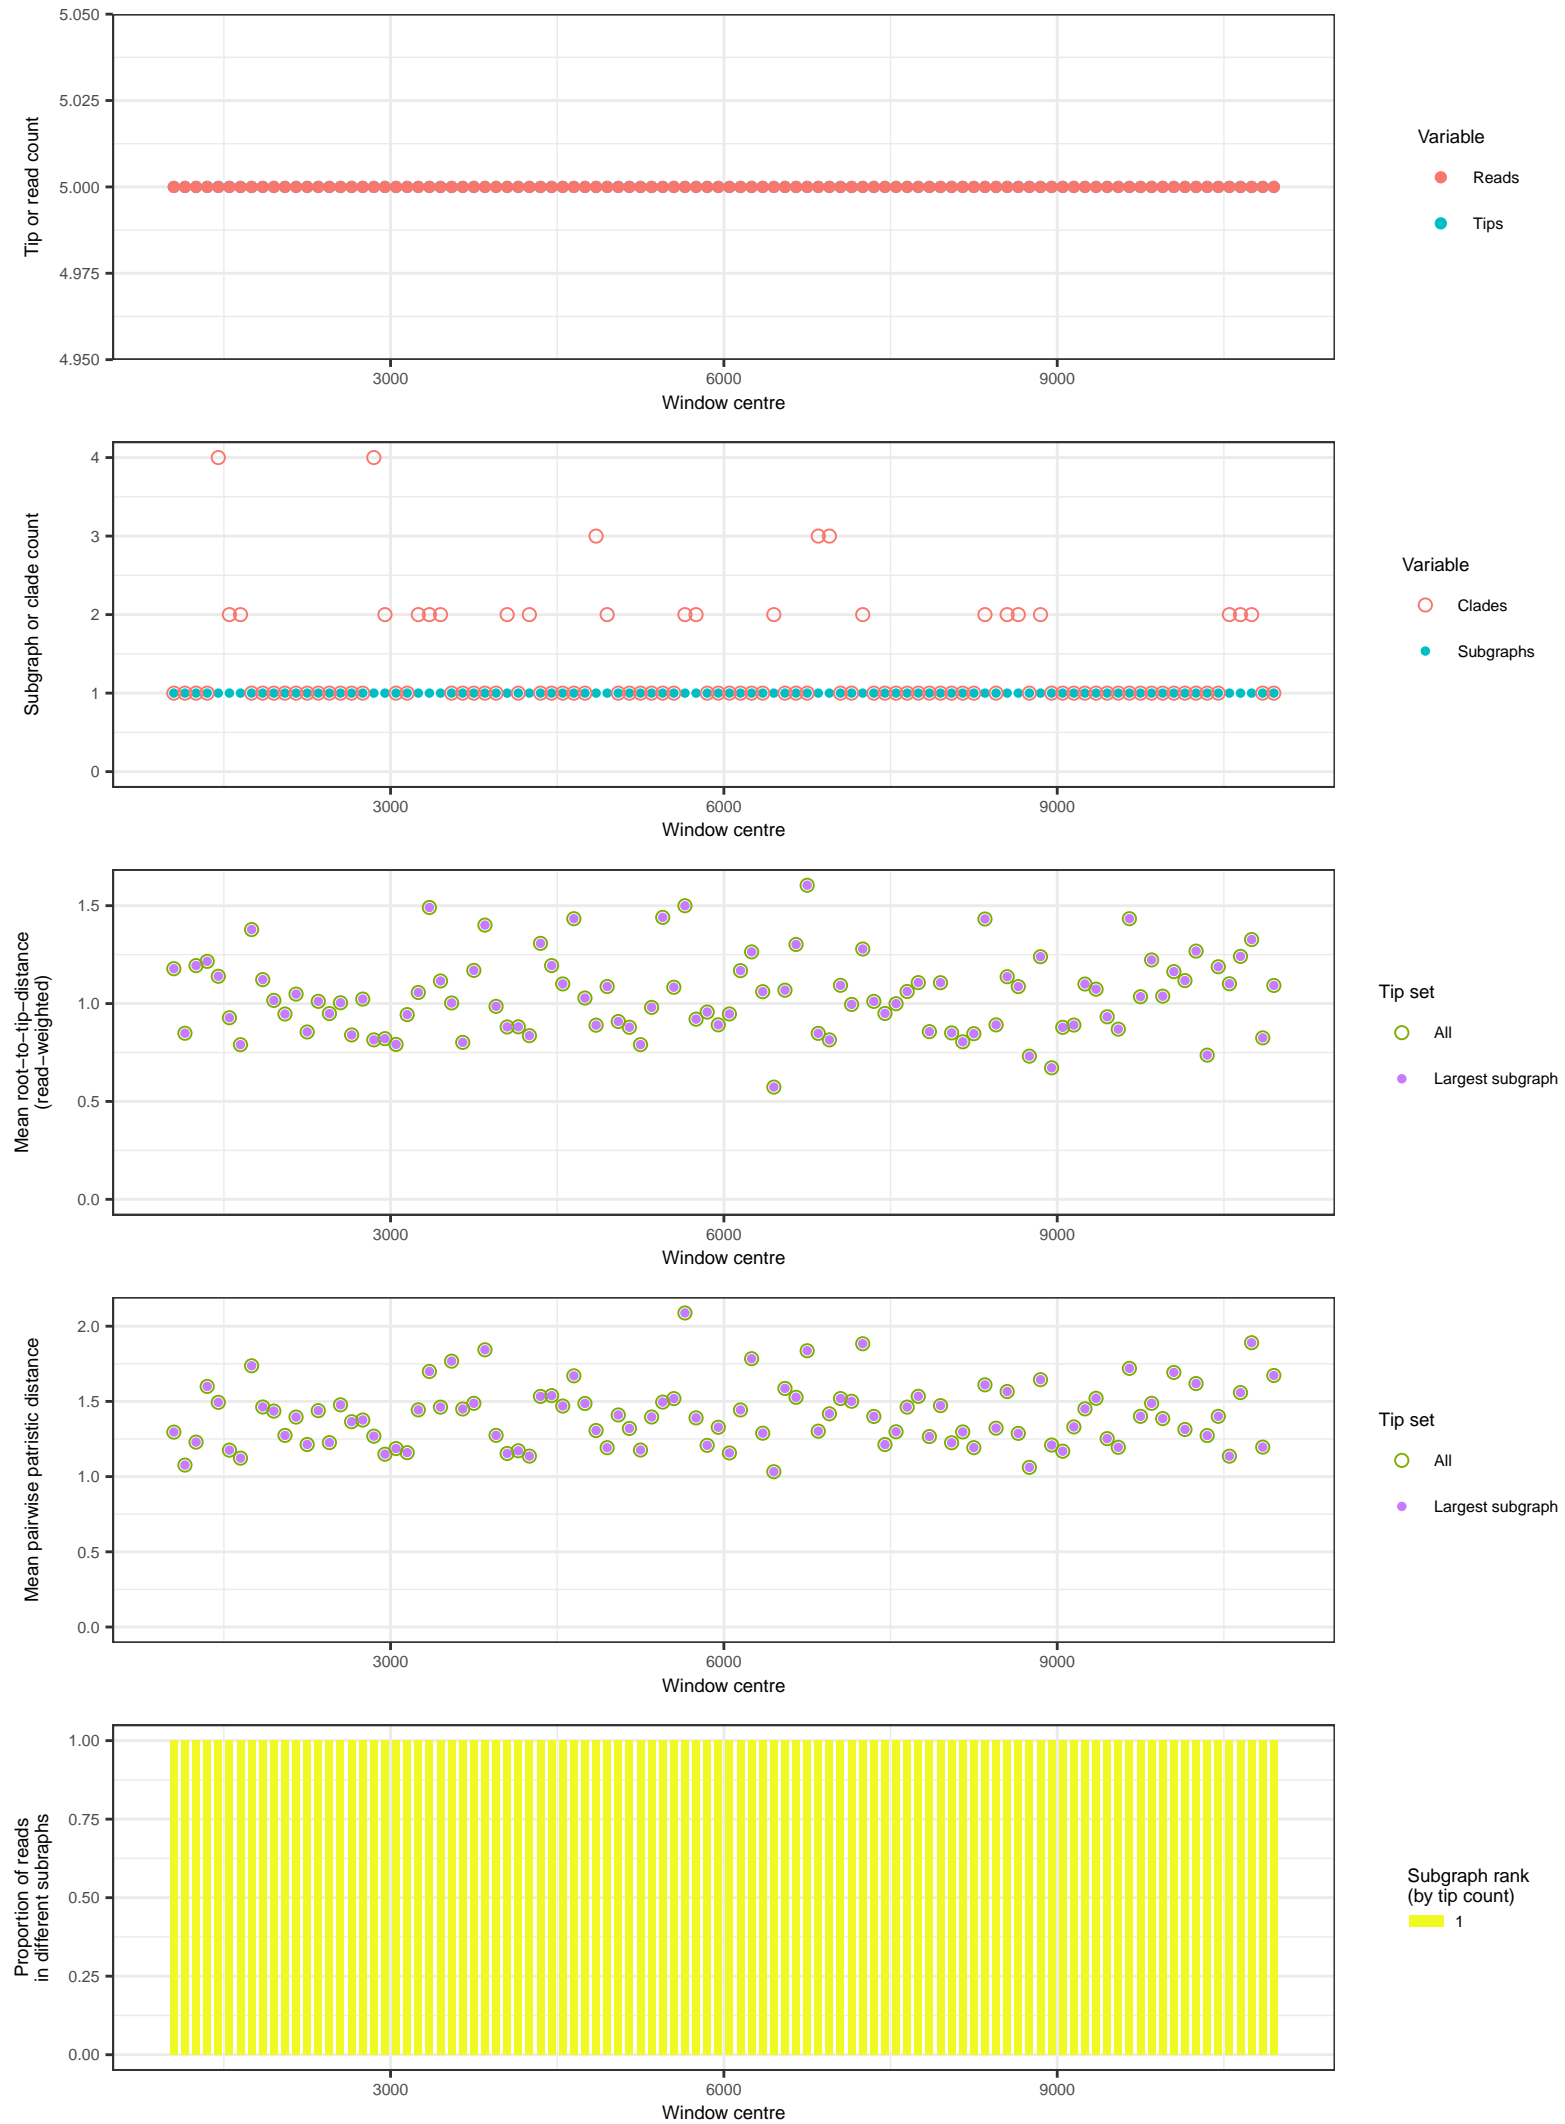 5.050
5.025
5.000
4.975
4.950
Tip or read count
3000 6000 9000
Window centre
Variable
Reads
Tips
4
3
2
1
0
Subgraph or clade count
3000 6000 9000
Window centre
Variable
Clades
Subgraphs
1.5
1.0
0.5
0.0
Mean root−to−tip−distance
(read−weighted)
3000 6000 9000
Window centre
Tip set
All
Largest subgraph
2.0
1.5
1.0
0.5
0.0
Mean pairwise patristic distance
3000 6000 9000
Window centre
Tip set
All
Largest subgraph
1.00
0.75
0.50
0.25
0.00
Proportion of reads
in different subraphs
3000 6000 9000
Window centre
Subgraph rank
(by tip count)
1